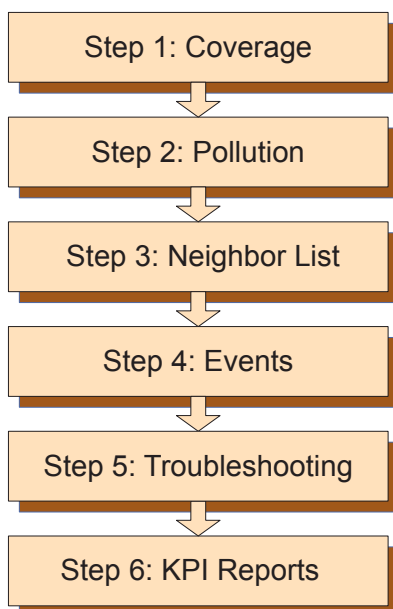 Step 1: Coverage
Step 2: Pollution
Step 3: Neighbor List
Step 4: Events
Step 5: Troubleshooting
Step 6: KPI Reports